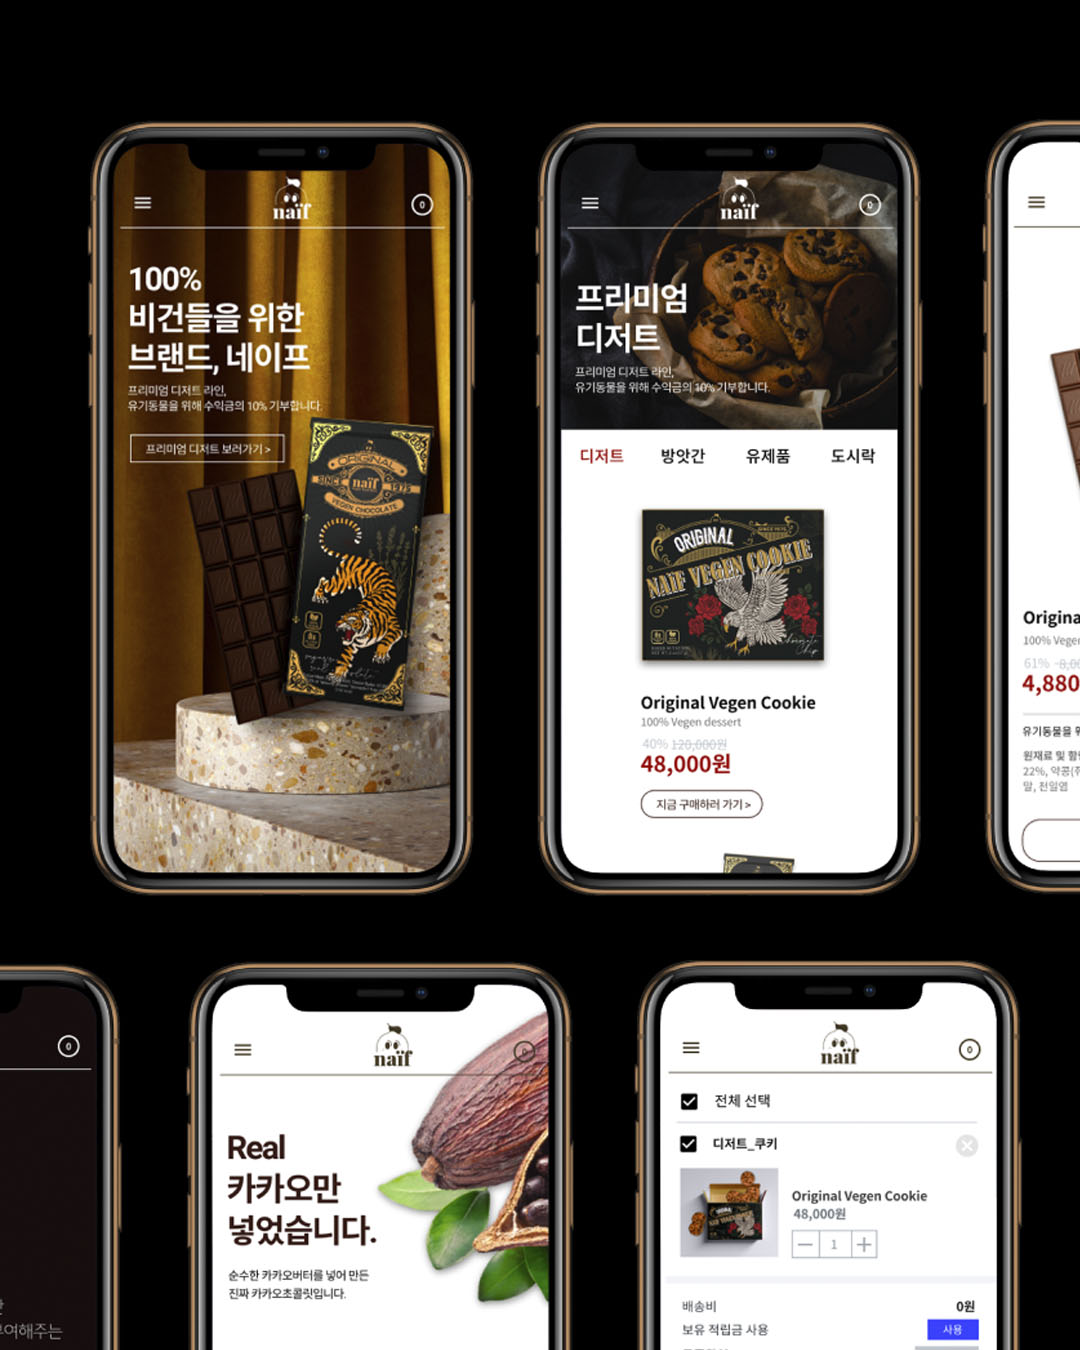 naïf
0
100%
비건들을 위한
브랜드, 네이프
프리미엄 디저트 라인,
유기동물을 위해 수익금의 10% 기부합니다.
프리미엄 디저트 보러가기 >
ORIGINAL
SINCE naïf 1975
VEGEN CHOCOLATE
naïf
0
프리미엄
디저트
프리미엄 디저트 라인,
유기동물을 위해 수익금의 10% 기부합니다.
디저트 방앗간 유제품 도시락
ORIGINAL
SINCE 1975
NAÏF VEGEN COOKIE
Chocolate
Chip
Original Vegen Cookie
100% Vegen dessert
40% 120,000원
48,000원
지금 구매하러 가기 >
Origina
100% Vege
61% 8,0
4,880
유기동물을 위
원재료 및 함
22%, 약콩(쥐
말, 천일염
0
부여해주는
naïf
0
Real
카카오만
넣었습니다.
순수한 카카오버터를 넣어 만든
진짜 카카오초콜릿입니다.
naïf
0
전체 선택
디저트_쿠키
Original Vegen Cookie
48,000원
1
배송비 0원
보유 적립금 사용 사용